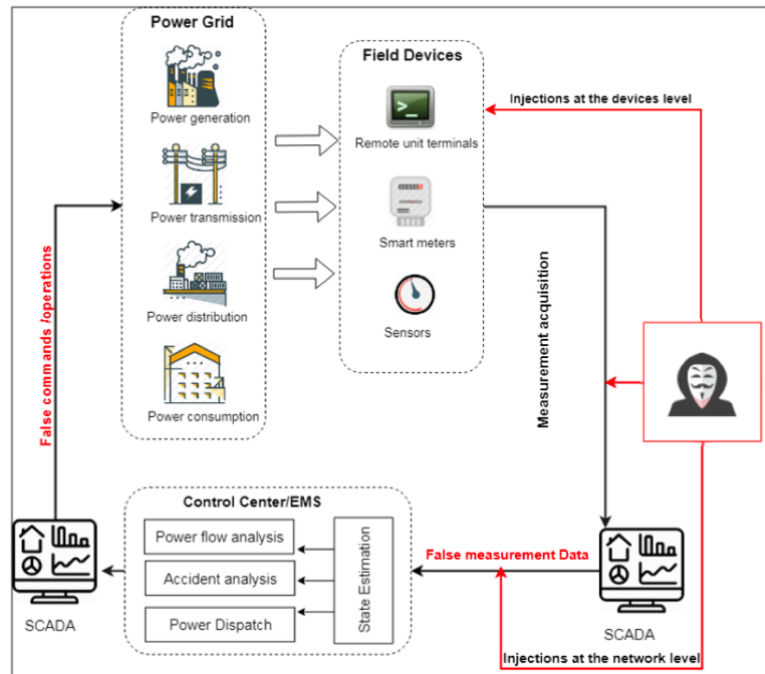 Power Grid
Power generation
Power transmission
Power distribution
Power consumption
Field Devices
>_
Remote unit terminals
Smart meters
Sensors
Injections at the devices level
Measurement acquisition
False commands /operations
Control Center/EMS
Power flow analysis
Accident analysis
Power Dispatch
State Estimation
False measurement Data
SCADA
SCADA
Injections at the network level